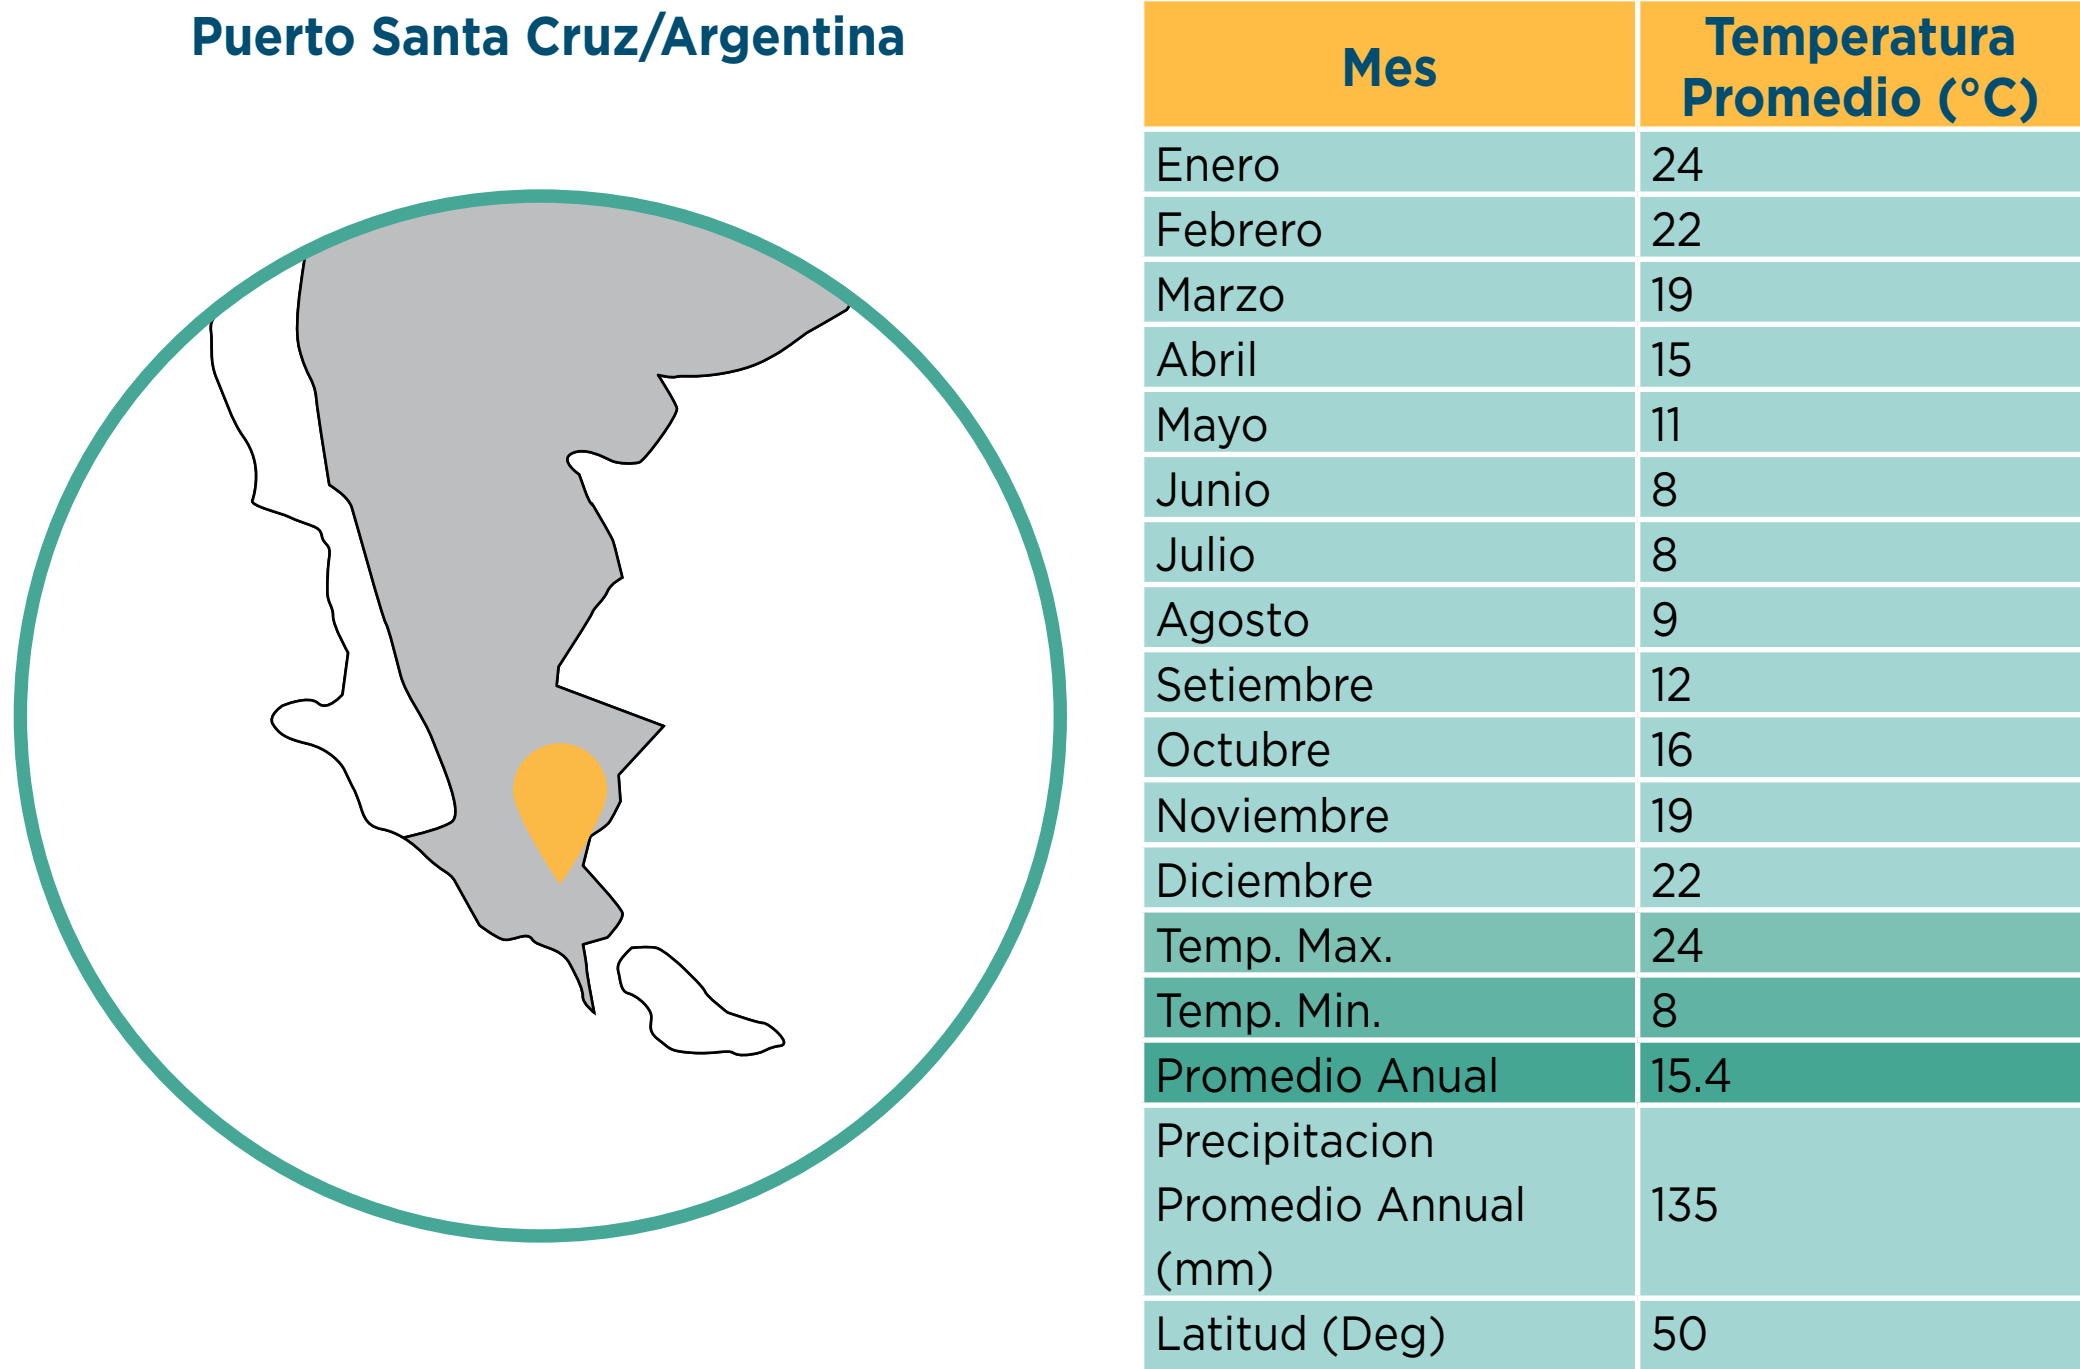 Puerto Santa Cruz/Argentina
Mes
Temperatura
Promedio (°C)
Enero 24
Febrero 22
Marzo 19
Abril 15
Mayo 11
Junio 8
Julio 8
Agosto 9
Setiembre 12
Octubre 16
Noviembre 19
Diciembre 22
Temp. Max. 24
Temp. Min. 8
Promedio Anual 15.4
Precipitacion
Promedio Annual
(mm)
135
Latitud (Deg) 50